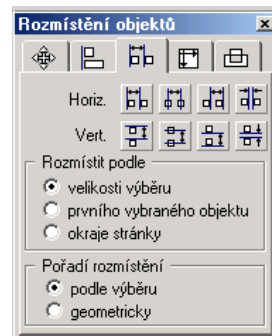 Rozmístění objektů
Horiz.
Vert.
Rozmístit podle
velikosti výběru
prvního vybraného objektu
okraje stránky
Pořadí rozmístění
podle výběru
geometricky